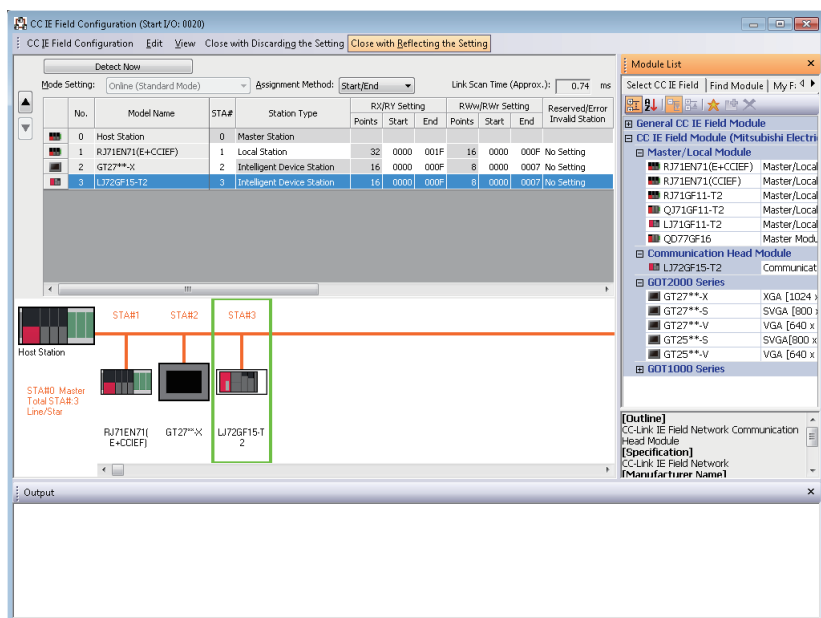 CC IE Field Configuration (Start I/O: 0020)
CC IE Field Configuration Edit View Close with Discarding the Setting Close with Reflecting the Setting
Detect Now
Mode Setting: Online (Standard Mode) Assignment Method: Start/End Link Scan Time (Approx.): 0.74 ms
No. Model Name STA# Station Type RX/RY Setting RWw/RWr Setting Reserved/Error Invalid Station
Points Start End Points Start End
0 Host Station 0 Master Station
1 RJ71EN71(E+CCIEF) 1 Local Station 32 0000 001F 16 0000 000F No Setting
2 GT27**-X 2 Intelligent Device Station 16 0000 000F 8 0000 0007 No Setting
3 LJ72GF15-T2 3 Intelligent Device Station 16 0000 000F 8 0000 0007 No Setting
STA#1 STA#2 STA#3
Host Station
STA#0 Master
Total STA#:3
Line/Star
RJ71EN71(
E+CCIEF)
GT27**-X
LJ72GF15-T
2
Module List
Select CC IE Field Find Module My F
General CC IE Field Module
CC IE Field Module (Mitsubishi Electri
Master/Local Module
RJ71EN71(E+CCIEF) Master/Local
RJ71EN71(CCIEF) Master/Local
RJ71GF11-T2 Master/Local
QJ71GF11-T2 Master/Local
LJ71GF11-T2 Master/Local
QD77GF16 Master Modu
Communication Head Module
LJ72GF15-T2 Communicat
GOT2000 Series
GT27**-X XGA [1024 x
GT27**-S SVGA [800 x
GT27**-V VGA [640 x
GT25**-S SVGA[800 x
GT25**-V VGA [640 x
GOT1000 Series
[Outline]
CC-Link IE Field Network Communication
Head Module
[Specification]
CC-Link IE Field Network
[Manufacturer Name]
Output